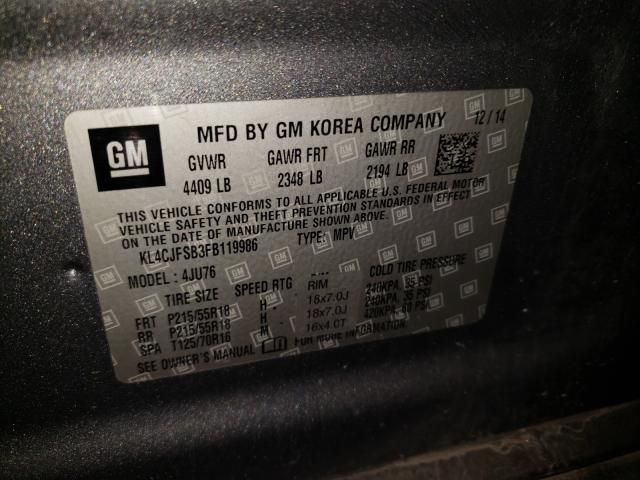 GM
MFD BY GM KOREA COMPANY 12/14
GVWR GAWR FRT GAWR RR
4409 LB 2348 LB 2194 LB
THIS VEHICLE CONFORMS TO ALL APPLICABLE U.S. FEDERAL MOTOR
VEHICLE SAFETY AND THEFT PREVENTION STANDARDS IN EFFECT
ON THE DATE OF MANUFACTURE SHOWN ABOVE.
KL4CJFSB3FB119986 TYPE: MPV
MODEL: 4JU76
TIRE SIZE SPEED RTG RIM COLD TIRE PRESSURE
FRT P215/55R18 H 18x7.0J 240KPA, 35 PSI
RR P215/55R18 H 18x7.0J 240KPA, 35 PSI
SPA T125/70R16 M 16x4.0T 420KPA, 60 PSI
SEE OWNER'S MANUAL FOR MORE INFORMATION.